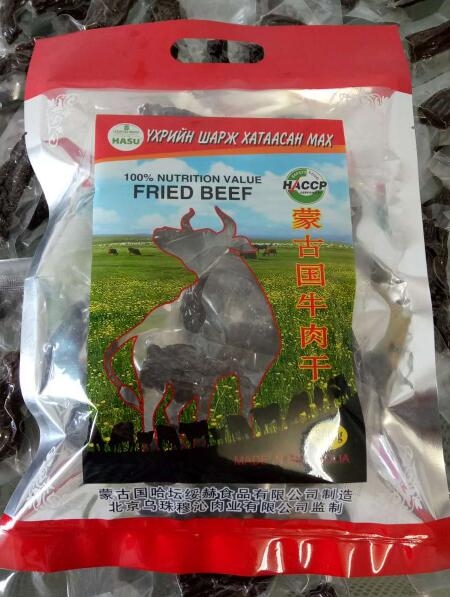 HASU
ҮХРИЙН ШАРЖ ХАТААСАН МАХ
100% NUTRITION VALUE
FRIED BEEF
HACCP
蒙古国牛肉干
MADE
蒙古国哈坛绥赫食品有限公司制造
北京乌珠穆沁肉业有限公司监制